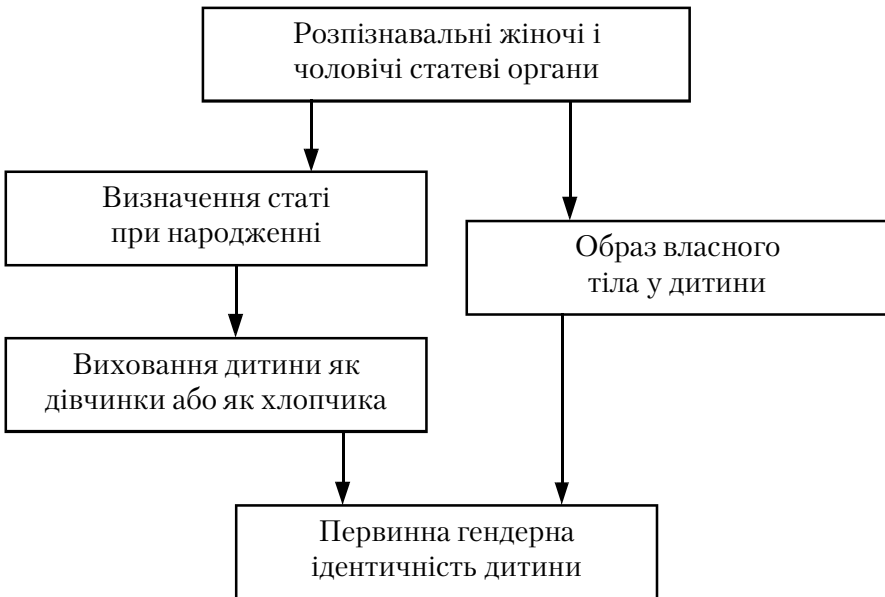 Розпізнавальні жіночі і
чоловічі статеві органи
Визначення статі
при народженні
Образ власного
тіла у дитини
Виховання дитини як
дівчинки або як хлопчика
Первинна гендерна
ідентичність дитини